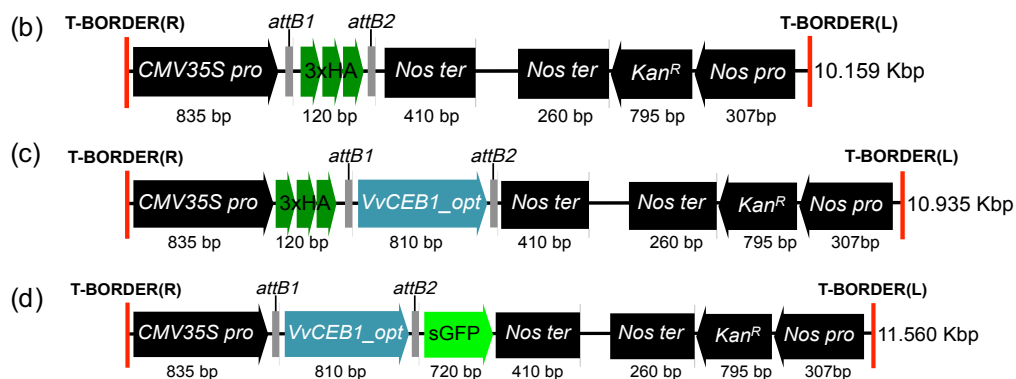 (b)
T-BORDER(R) attB1 attB2 T-BORDER(L)
CMV35S pro 3xHA Nos ter Nos ter Kan^R Nos pro 10.159 Kbp
835 bp 120 bp 410 bp 260 bp 795 bp 307bp
(c)
T-BORDER(R) attB1 attB2 T-BORDER(L)
CMV35S pro 3xHA VvCEB1_opt Nos ter Nos ter Kan^R Nos pro 10.935 Kbp
835 bp 120 bp 810 bp 410 bp 260 bp 795 bp 307bp
(d)
T-BORDER(R) attB1 attB2 T-BORDER(L)
CMV35S pro VvCEB1_opt sGFP Nos ter Nos ter Kan^R Nos pro 11.560 Kbp
835 bp 810 bp 720 bp 410 bp 260 bp 795 bp 307bp